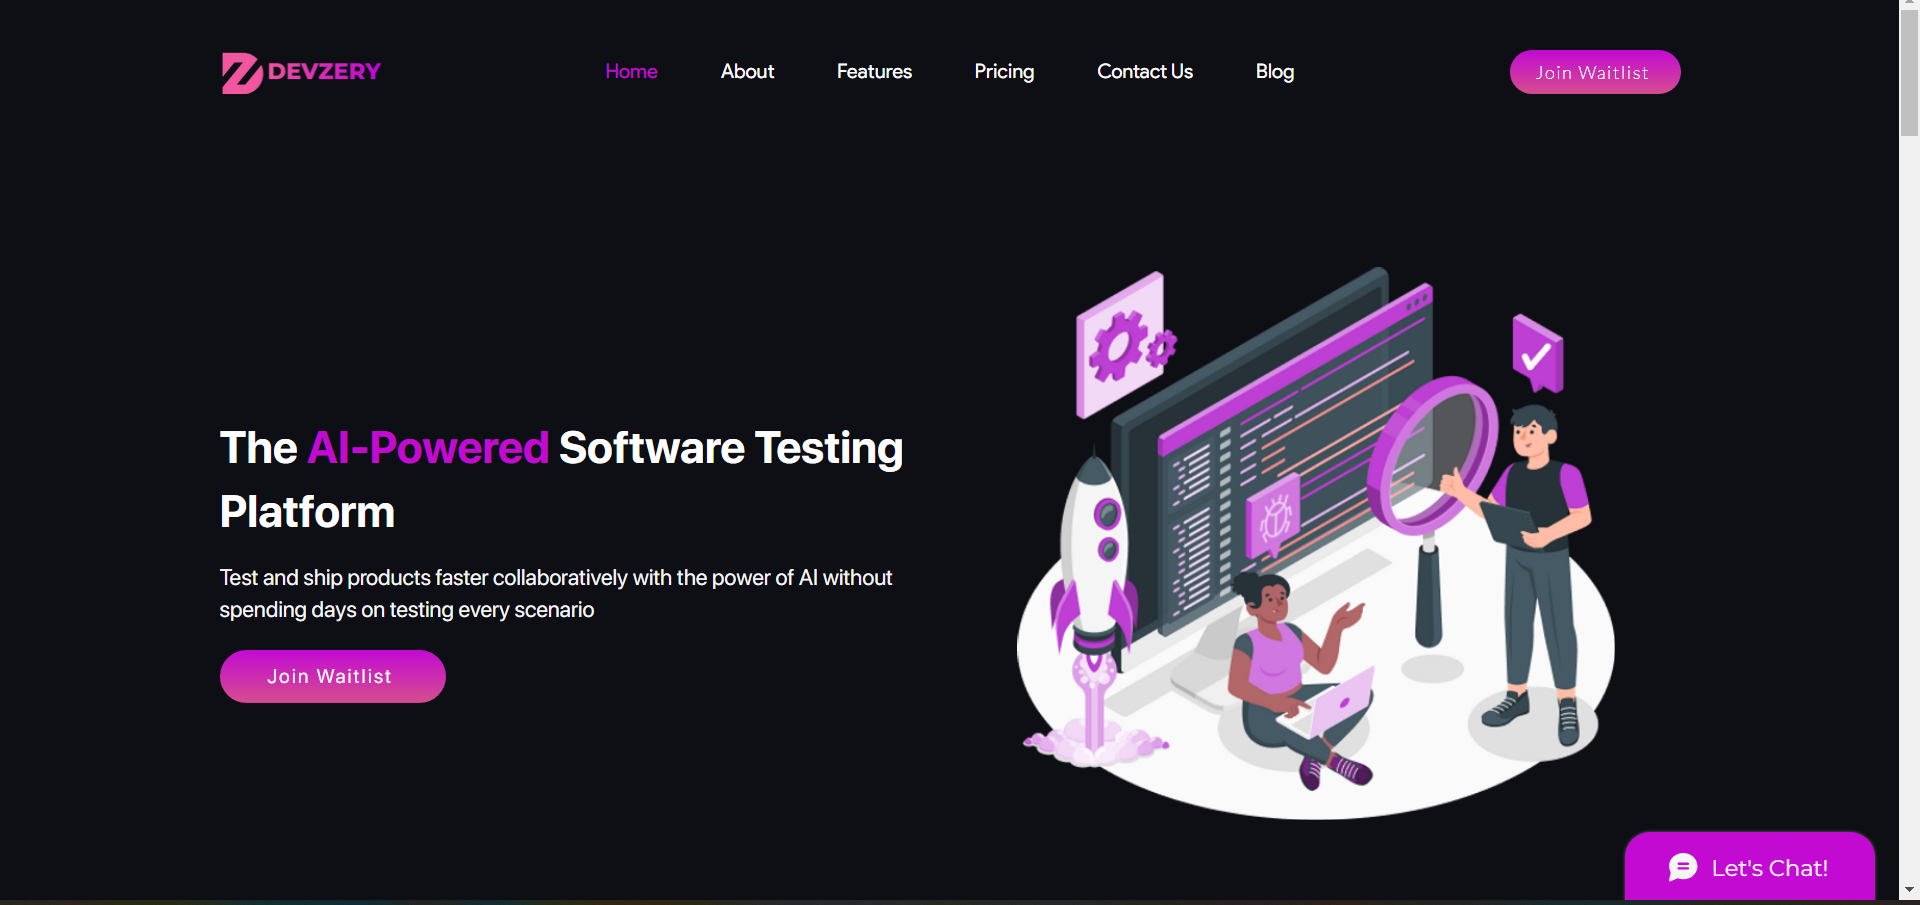 DEVZERY
Home
About
Features
Pricing
Contact Us
Blog
Join Waitlist
The AI-Powered Software Testing
Platform
Test and ship products faster collaboratively with the power of AI without
spending days on testing every scenario
Join Waitlist
Let's Chat!